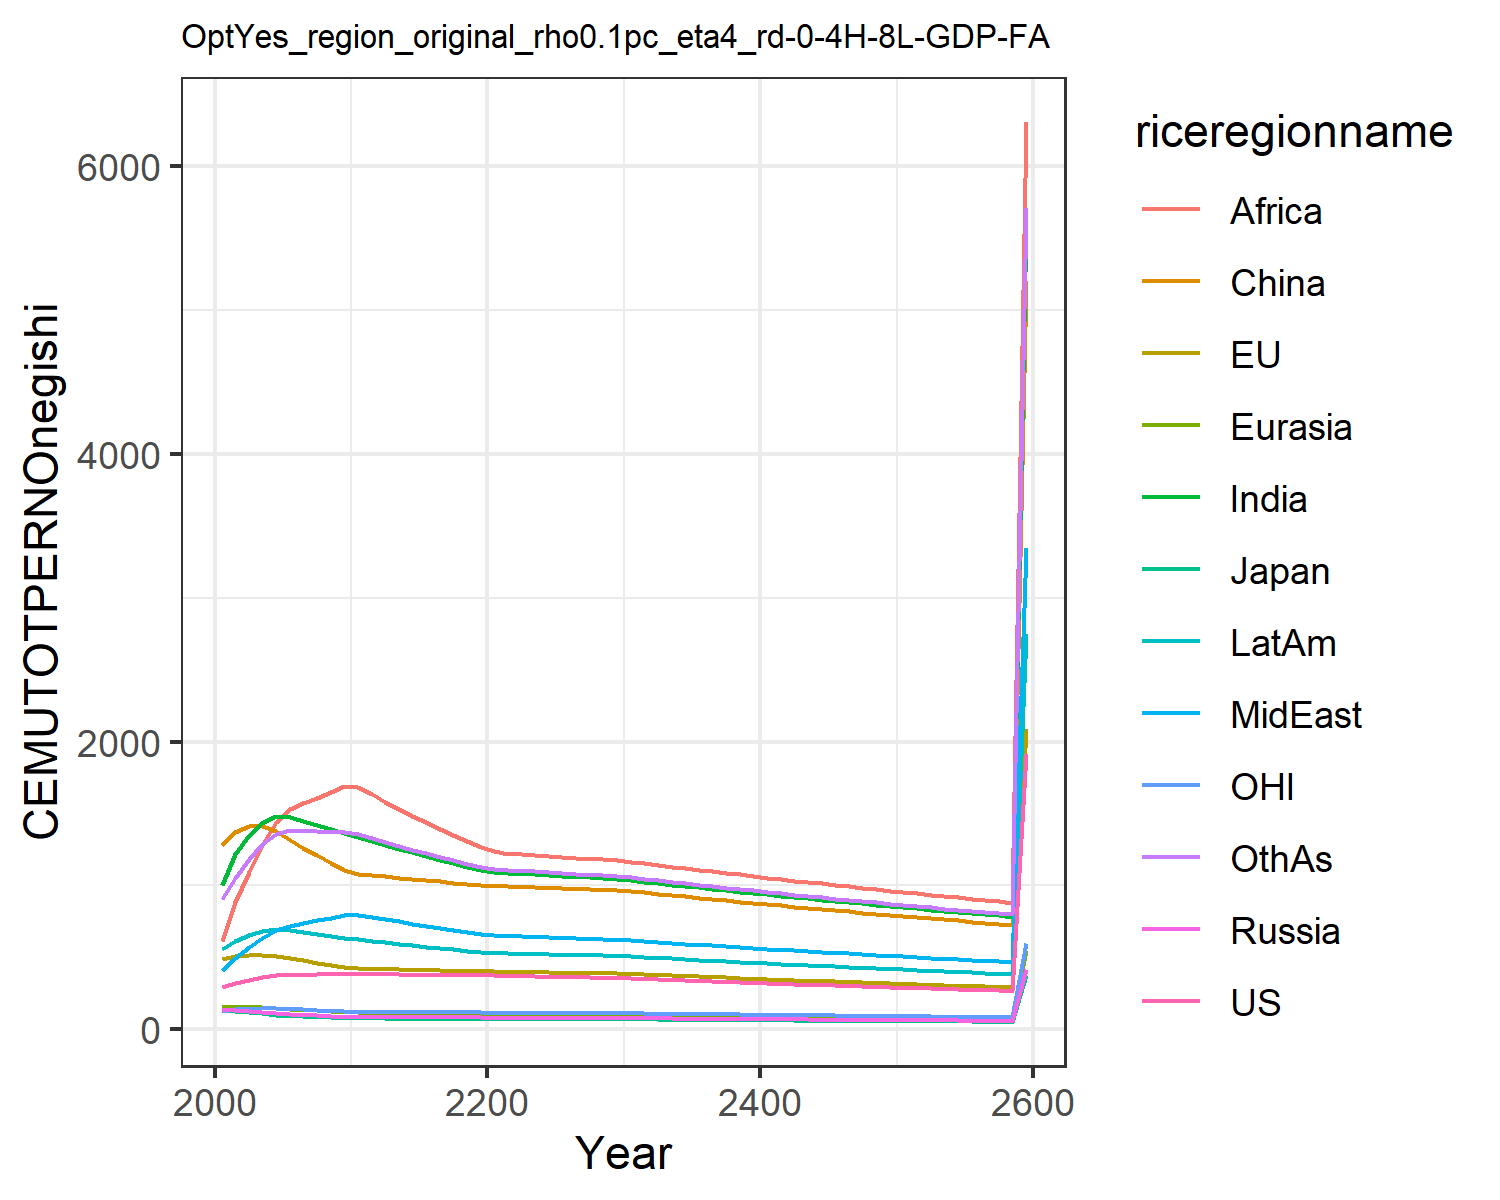 OptYes_region_original_rho0.1pc_eta4_rd-0-4H-8L-GDP-FA
CEMUTOTPERNOnegishi
6000
4000
2000
0
2000 2200 2400 2600
Year
riceregionname
Africa
China
EU
Eurasia
India
Japan
LatAm
MidEast
OHI
OthAs
Russia
US